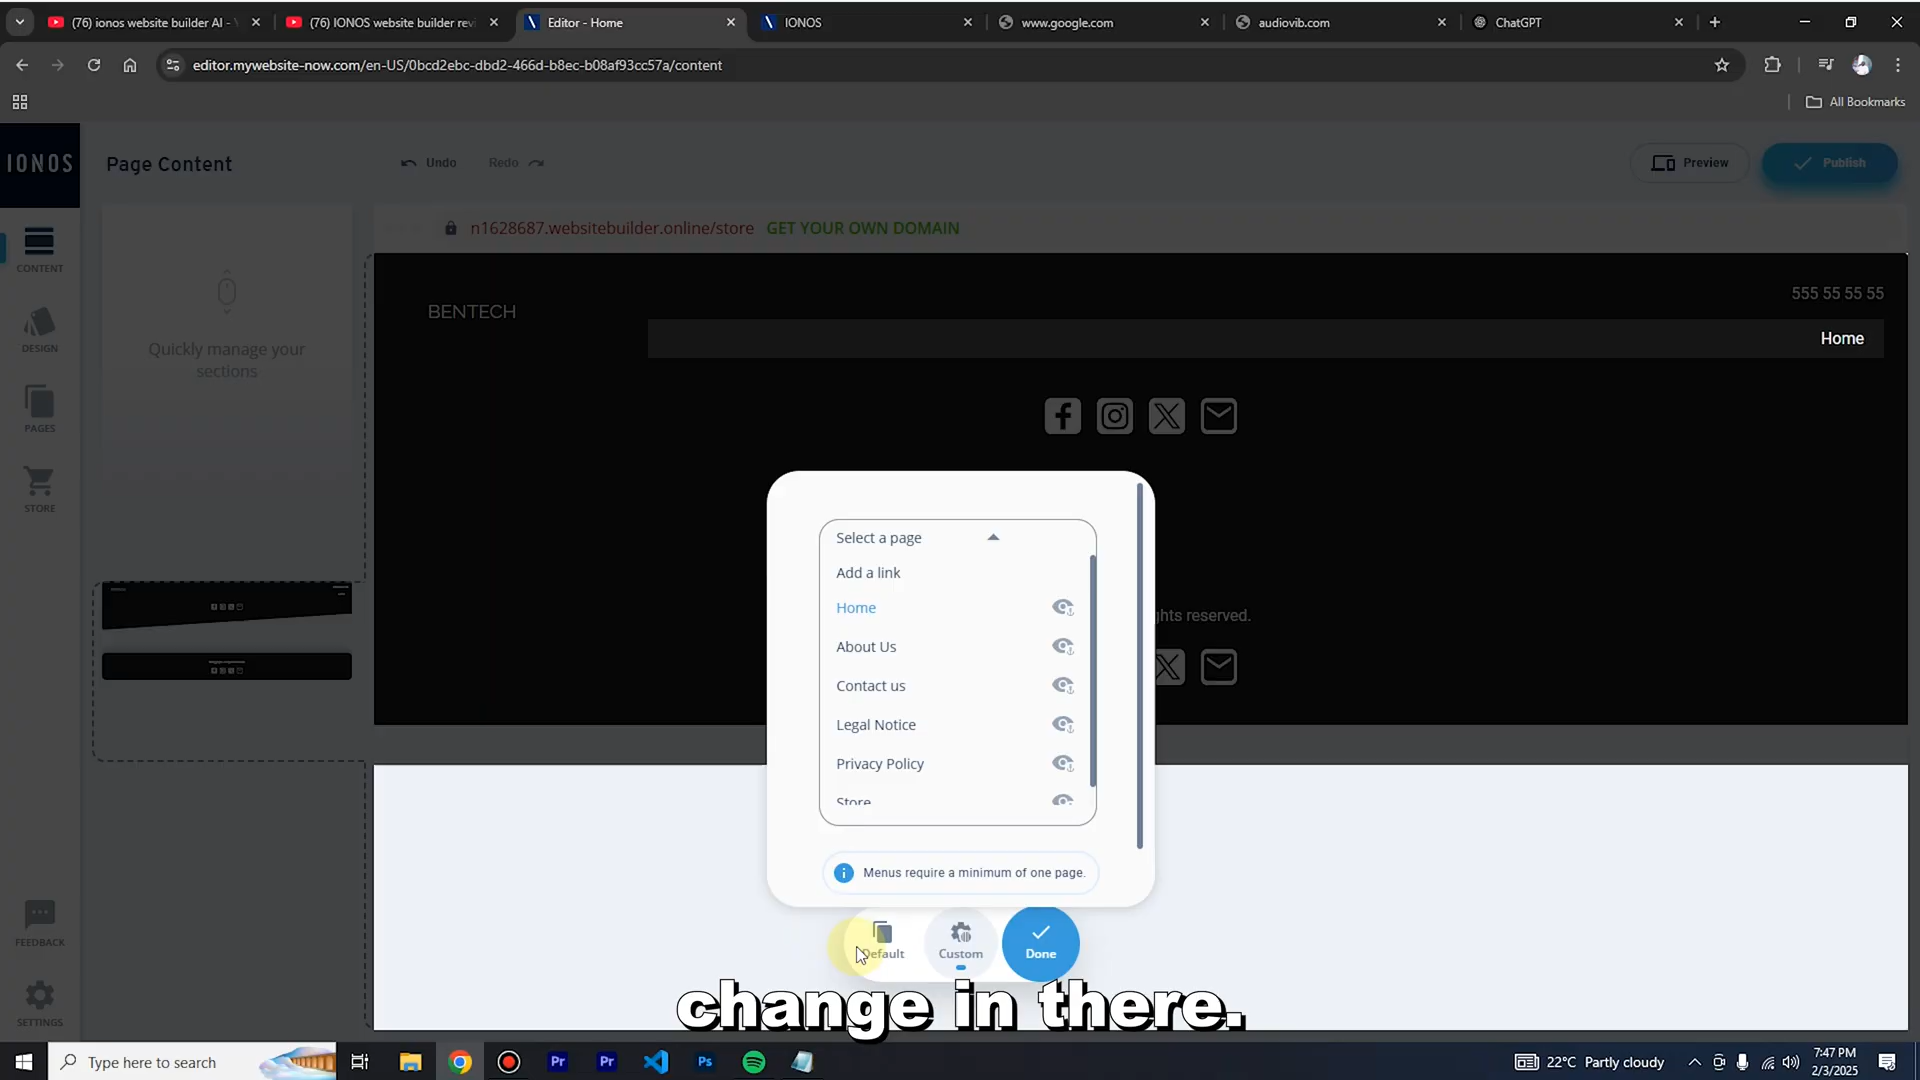 (76) ionos website builder AI -
(76) IONOS website builder rev
Editor - Home
IONOS
www.google.com
audiovib.com
ChatGPT
editor.mywebsite-now.com/en-US/0bcd2ebc-dbd2-466d-b8ec-b08af93cc57a/content
All Bookmarks
IONOS
Page Content
Undo
Redo
Preview
Publish
n1628687.websitebuilder.online/store GET YOUR OWN DOMAIN
CONTENT
DESIGN
PAGES
STORE
FEEDBACK
SETTINGS
Quickly manage your
sections
BENTECH
555 55 55 55
Home
Select a page
Add a link
Home
About Us
Contact us
Legal Notice
Privacy Policy
Store
ghts reserved.
Menus require a minimum of one page.
Default
Custom
Done
change in there.
Type here to search
Pr
Pr
Ps
22°C Partly cloudy
7:47 PM
2/3/2025